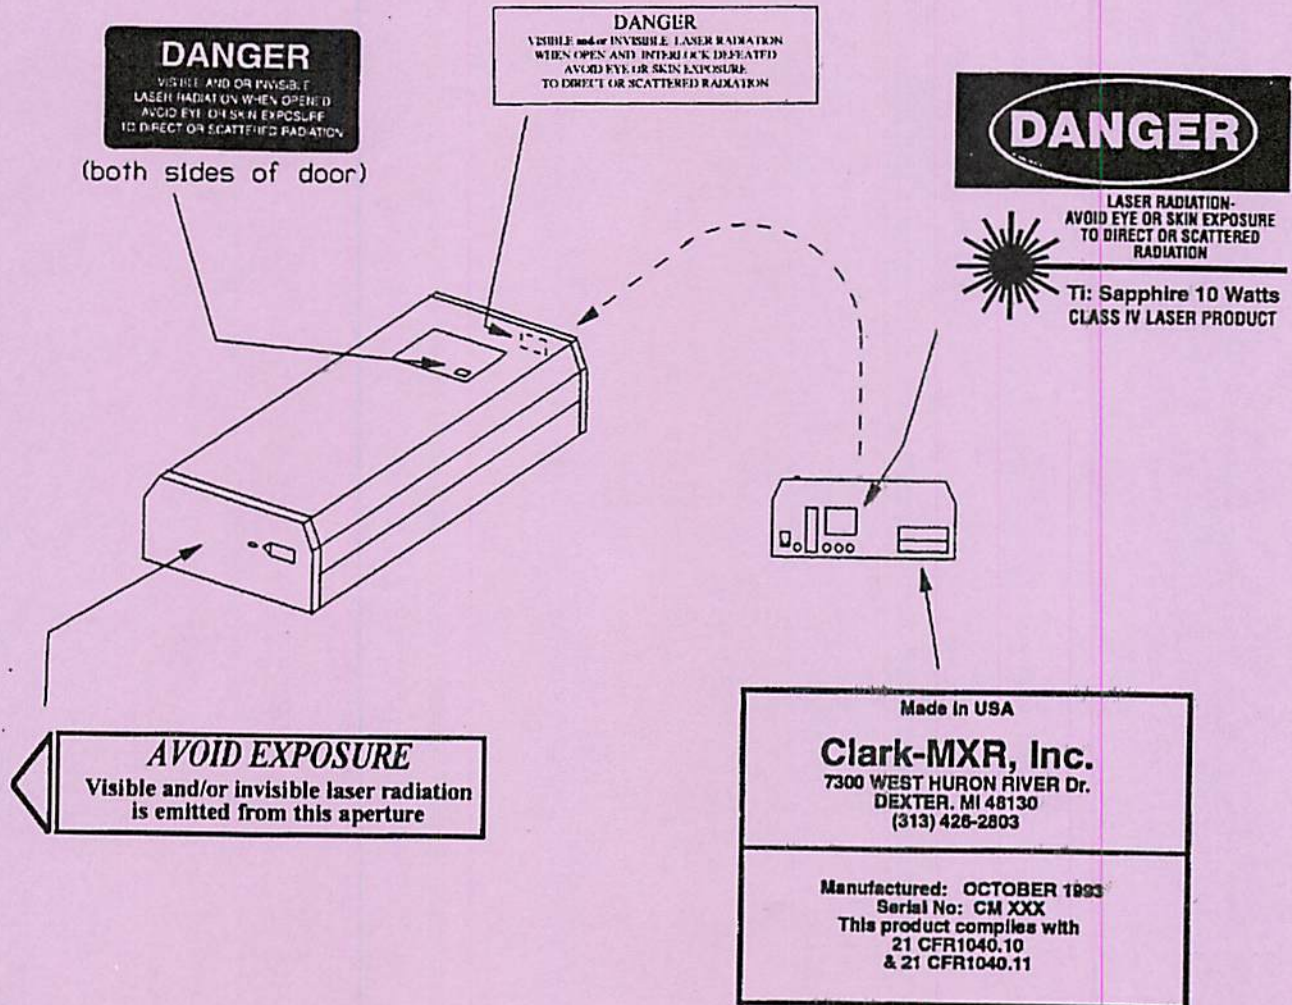 DANGER
VISIBLE AND OR INVISIBLE
LASER RADIATION WHEN OPENED
AVOID EYE OR SKIN EXPOSURE
TO DIRECT OR SCATTERED RADIATION
(both sides of door)
DANGER
VISIBLE and/or INVISIBLE LASER RADIATION
WHEN OPEN AND INTERLOCK DEFEATED
AVOID EYE OR SKIN EXPOSURE
TO DIRECT OR SCATTERED RADIATION
DANGER
LASER RADIATION-
AVOID EYE OR SKIN EXPOSURE
TO DIRECT OR SCATTERED
RADIATION
Ti: Sapphire 10 Watts
CLASS IV LASER PRODUCT
AVOID EXPOSURE
Visible and/or invisible laser radiation
is emitted from this aperture
Made in USA
Clark-MXR, Inc.
7300 WEST HURON RIVER Dr.
DEXTER, MI 48130
(313) 426-2803
Manufactured: OCTOBER 1993
Serial No: CM XXX
This product complies with
21 CFR1040.10
& 21 CFR1040.11